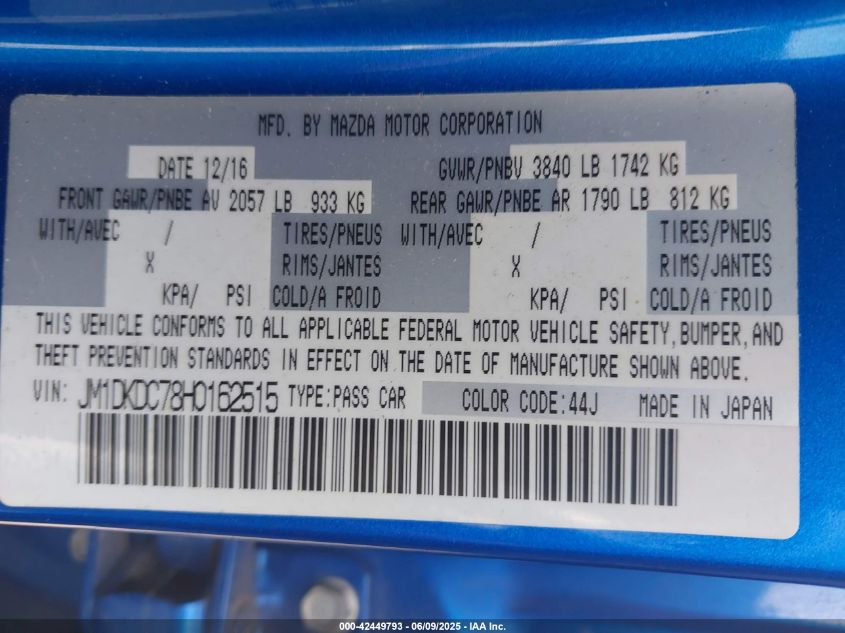 MFD. BY MAZDA MOTOR CORPORATION
DATE 12/16 GVWR/PNBV 3840 LB 1742 KG
FRONT GAWR/PNBE AV 2057 LB 933 KG REAR GAWR/PNBE AR 1790 LB 812 KG
WITH/AVEC / TIRES/PNEUS WITH/AVEC / TIRES/PNEUS
X RIMS/JANTES X RIMS/JANTES
KPA/ PSI COLD/A FROID KPA/ PSI COLD/A FROID
THIS VEHICLE CONFORMS TO ALL APPLICABLE FEDERAL MOTOR VEHICLE SAFETY,BUMPER,AND
THEFT PREVENTION STANDARDS IN EFFECT ON THE DATE OF MANUFACTURE SHOWN ABOVE.
VIN: JM1DKDC78H0162515 TYPE:PASS CAR COLOR CODE:44J MADE IN JAPAN
000-42449793 - 06/09/2025 - IAA Inc.